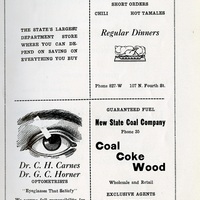 SHORT ORDERS
CHILI HOT TAMALES
Regular Dinners
Phone 827-W 107 N. Fourth St.
THE STATE'S LARGEST
DEPARTMENT STORE
WHERE YOU CAN DE-
PEND ON SAVING ON
EVERYTHING YOU BUY
Dr. C. H. Carnes
Dr. G. C. Horner
OPTOMETRISTS
"Eyeglasses That Satisfy"
GUARANTEED FUEL
New State Coal Company
Phone 20
Coal
Coke
Wood
Wholesale and Retail
EXCLUSIVE AGENTS